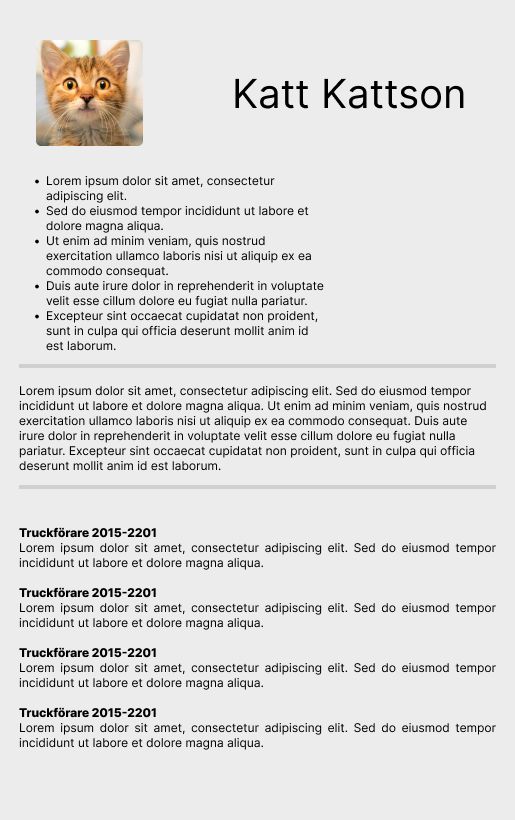 Katt Kattson
• Lorem ipsum dolor sit amet, consectetur
adipiscing elit.
• Sed do eiusmod tempor incididunt ut labore et
dolore magna aliqua.
• Ut enim ad minim veniam, quis nostrud
exercitation ullamco laboris nisi ut aliquip ex ea
commodo consequat.
• Duis aute irure dolor in reprehenderit in voluptate
velit esse cillum dolore eu fugiat nulla pariatur.
• Excepteur sint occaecat cupidatat non proident,
sunt in culpa qui officia deserunt mollit anim id
est laborum.
Lorem ipsum dolor sit amet, consectetur adipiscing elit. Sed do eiusmod tempor
incididunt ut labore et dolore magna aliqua. Ut enim ad minim veniam, quis nostrud
exercitation ullamco laboris nisi ut aliquip ex ea commodo consequat. Duis aute
irure dolor in reprehenderit in voluptate velit esse cillum dolore eu fugiat nulla
pariatur. Excepteur sint occaecat cupidatat non proident, sunt in culpa qui officia
deserunt mollit anim id est laborum.
Truckförare 2015-2201
Lorem ipsum dolor sit amet, consectetur adipiscing elit. Sed do eiusmod tempor
incididunt ut labore et dolore magna aliqua.
Truckförare 2015-2201
Lorem ipsum dolor sit amet, consectetur adipiscing elit. Sed do eiusmod tempor
incididunt ut labore et dolore magna aliqua.
Truckförare 2015-2201
Lorem ipsum dolor sit amet, consectetur adipiscing elit. Sed do eiusmod tempor
incididunt ut labore et dolore magna aliqua.
Truckförare 2015-2201
Lorem ipsum dolor sit amet, consectetur adipiscing elit. Sed do eiusmod tempor
incididunt ut labore et dolore magna aliqua.